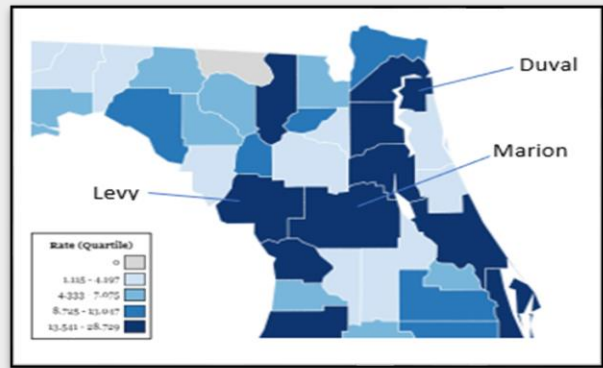 Duval
Marion
Levy
Rate (Quartile)
0
1.115 - 4.197
4.333 - 7.075
8.725 - 13.047
13.541 - 28.729